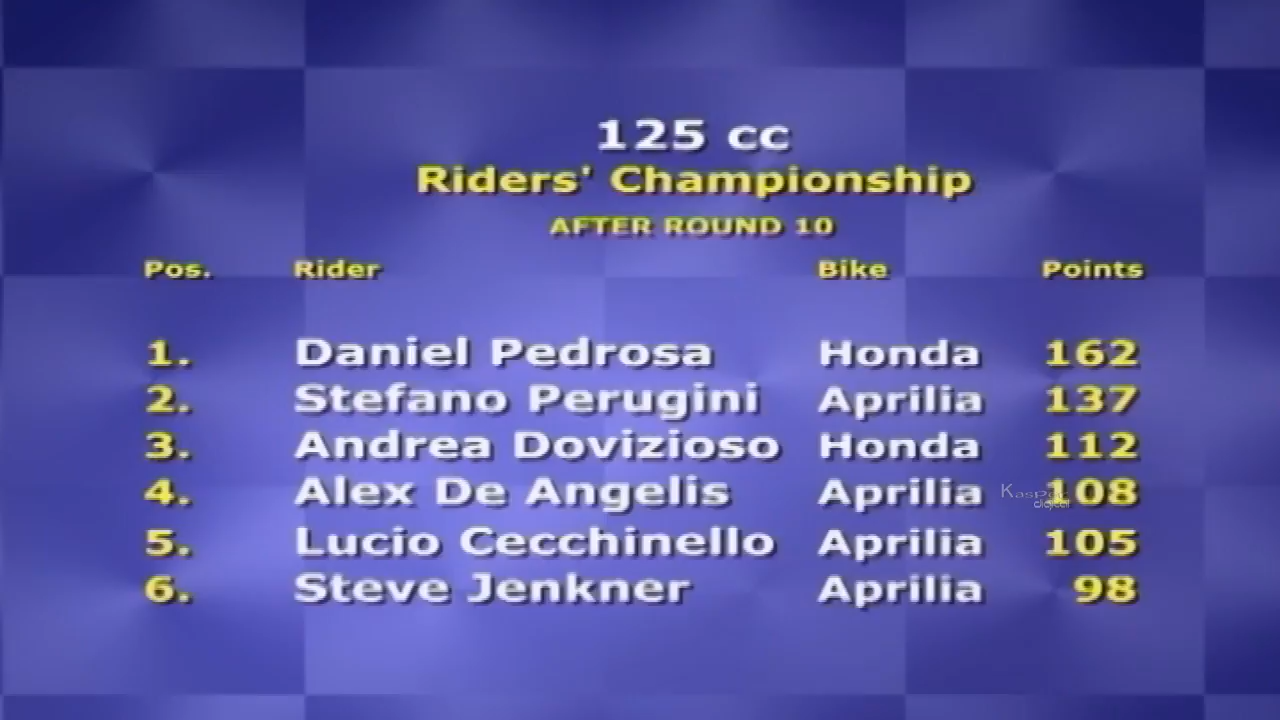 125 cc
Riders' Championship
AFTER ROUND 10
Pos. Rider Bike Points
1. Daniel Pedrosa Honda 162
2. Stefano Perugini Aprilia 137
3. Andrea Dovizioso Honda 112
4. Alex De Angelis Aprilia 108
5. Lucio Cecchinello Aprilia 105
6. Steve Jenkner Aprilia 98
digital